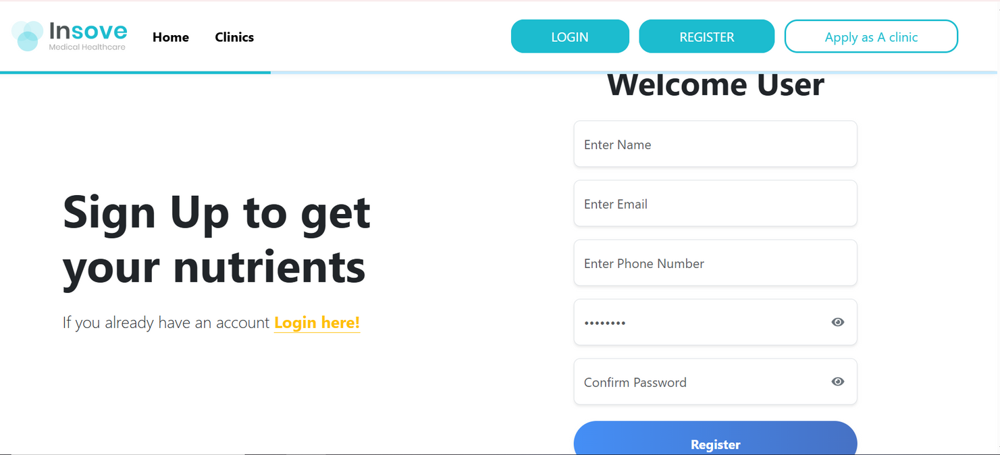 Insove
Medical Healthcare
Home
Clinics
LOGIN
REGISTER
Apply as A clinic
Welcome User
Sign Up to get
your nutrients
If you already have an account Login here!
Enter Name
Enter Email
Enter Phone Number
••••••••
Confirm Password
Register